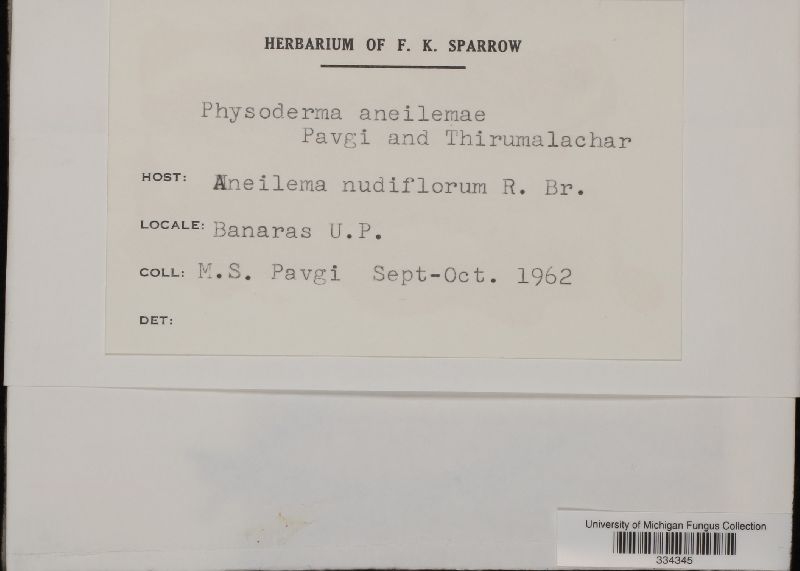 HERBARIUM OF F. K. SPARROW
Physoderma aneilemae
Pavgi and Thirumalachar
HOST: Aneilema nudiflorum R. Br.
LOCALE: Banaras U.P.
COLL: M.S. Pavgi Sept-Oct. 1962
DET:
University of Michigan Fungus Collection
334345